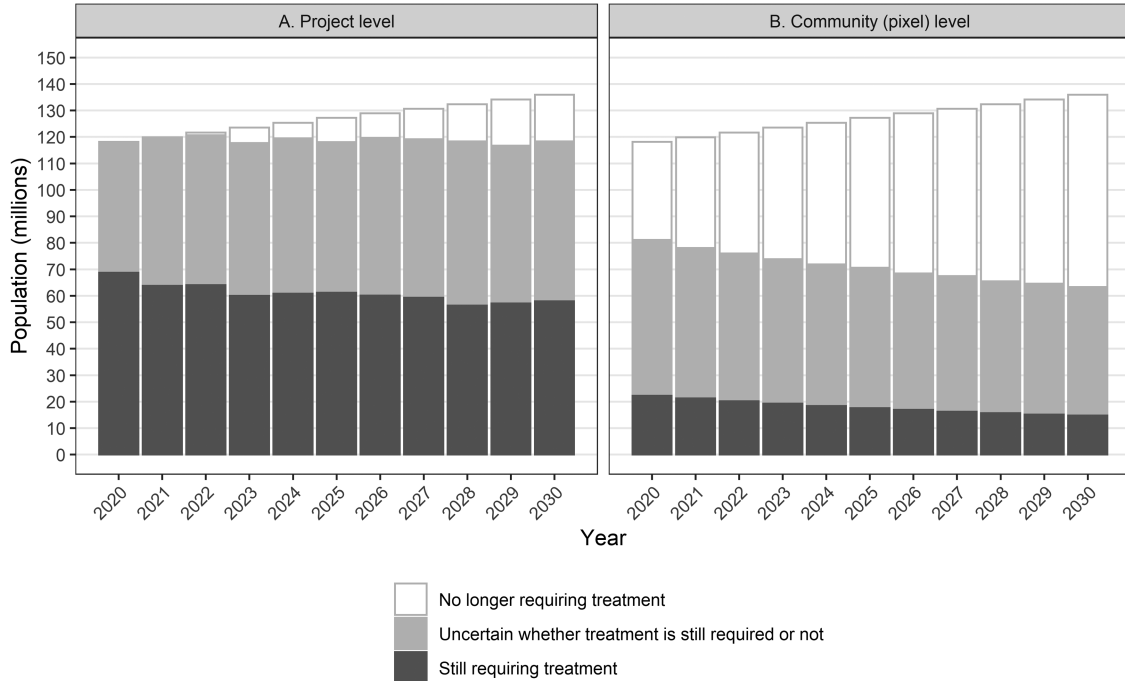 A. Project level
B. Community (pixel) level
Population (millions)
150
140
130
120
110
100
90
80
70
60
50
40
30
20
10
0
2020 2021 2022 2023 2024 2025 2026 2027 2028 2029 2030
2020 2021 2022 2023 2024 2025 2026 2027 2028 2029 2030
Year
No longer requiring treatment
Uncertain whether treatment is still required or not
Still requiring treatment